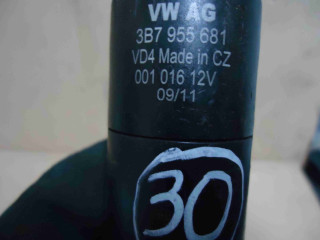 VW AG
3B7 955 681
VD4 Made in CZ
001 016 12V
09/11
30